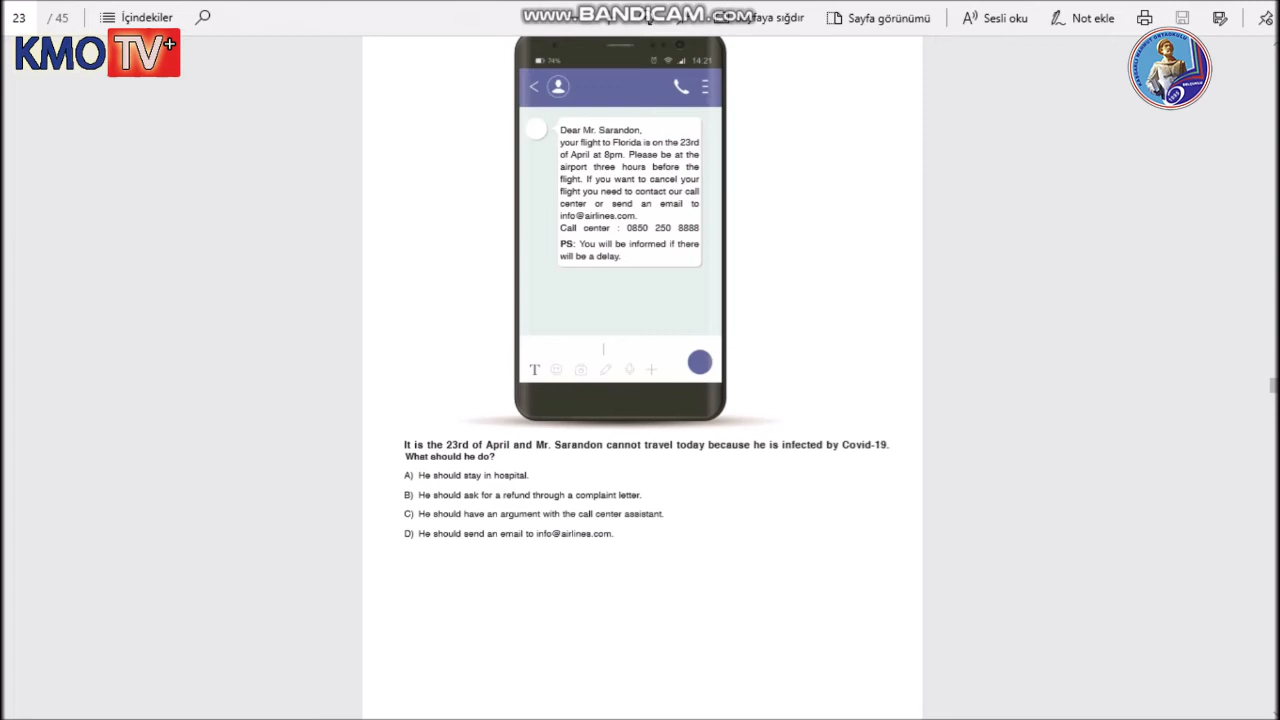 23 / 45 İçindekiler www.BANDICAM.com sayfaya sığdır Sayfa görünümü Sesli oku Not ekle
KMO TV+
74% 14.21
Dear Mr. Sarandon,
your flight to Florida is on the 23rd
of April at 8pm. Please be at the
airport three hours before the
flight. If you want to cancel your
flight you need to contact our call
center or send an email to
info@airlines.com.
Call center : 0850 250 8888
PS: You will be informed if there
will be a delay.
T
It is the 23rd of April and Mr. Sarandon cannot travel today because he is infected by Covid-19.
What should he do?
A) He should stay in hospital.
B) He should ask for a refund through a complaint letter.
C) He should have an argument with the call center assistant.
D) He should send an email to info@airlines.com.